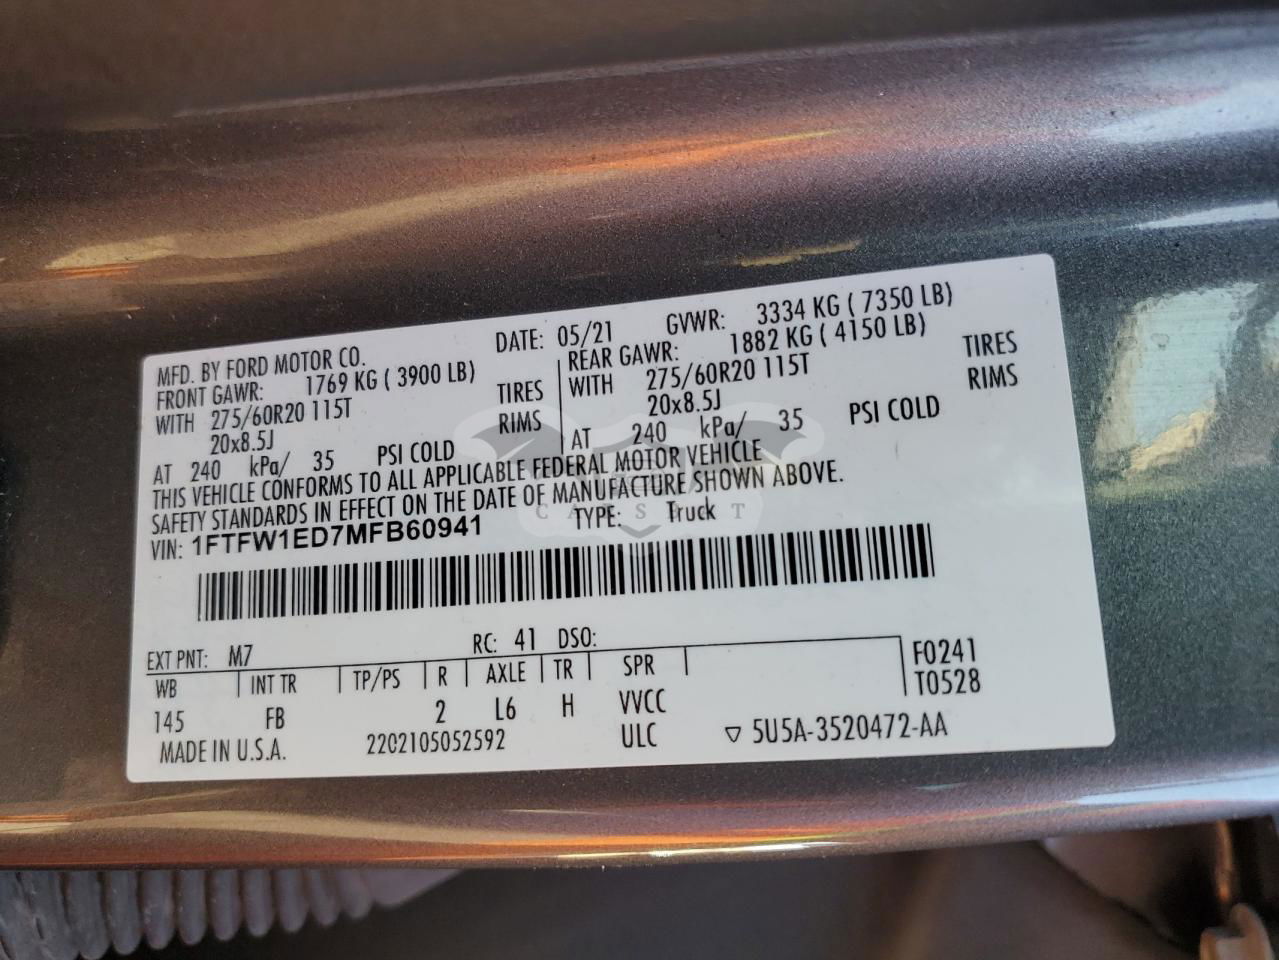 MFD. BY FORD MOTOR CO. DATE: 05/21 GVWR: 3334 KG ( 7350 LB)
FRONT GAWR: 1769 KG ( 3900 LB) REAR GAWR: 1882 KG ( 4150 LB)
WITH 275/60R20 115T TIRES WITH 275/60R20 115T TIRES
20x8.5J RIMS 20x8.5J RIMS
AT 240 kPa/ 35 PSI COLD AT 240 kPa/ 35 PSI COLD
THIS VEHICLE CONFORMS TO ALL APPLICABLE FEDERAL MOTOR VEHICLE
SAFETY STANDARDS IN EFFECT ON THE DATE OF MANUFACTURE SHOWN ABOVE.
VIN: 1FTFW1ED7MFB60941 TYPE: Truck
EXT PNT: M7 RC: 41 DSO:
WB INT TR TP/PS R AXLE TR SPR F0241
145 FB 2 L6 H VVCC T0528
MADE IN U.S.A. 2202105052592 ULC ▽ 5U5A-3520472-AA